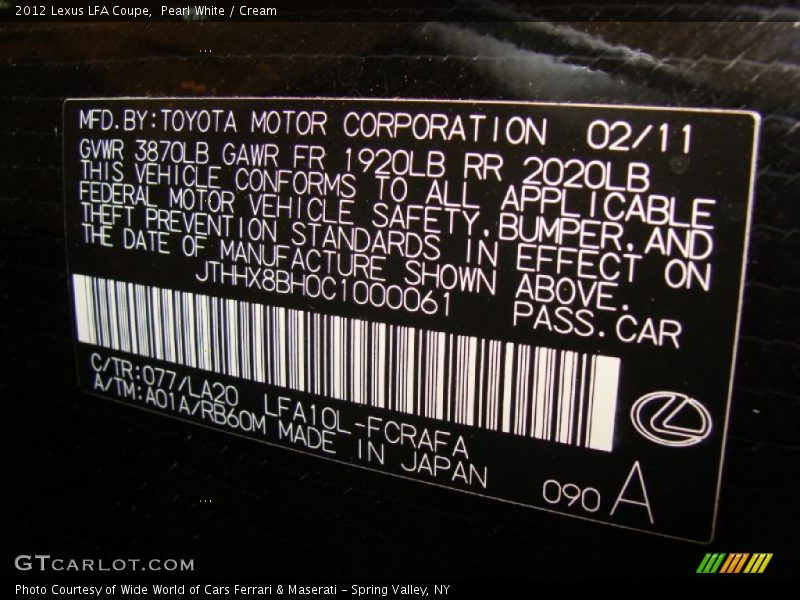 2012 Lexus LFA Coupe,  Pearl White / Cream
MFD.BY:TOYOTA MOTOR CORPORATION 02/11
GVWR 3870LB GAWR FR 1920LB RR 2020LB
THIS VEHICLE CONFORMS TO ALL APPLICABLE
FEDERAL MOTOR VEHICLE SAFETY,BUMPER,AND
THEFT PREVENTION STANDARDS IN EFFECT ON
THE DATE OF MANUFACTURE SHOWN ABOVE.
JTHHX8BH0C1000061 PASS.CAR
C/TR:077/LA20 LFA10L-FCRAFA
A/TM:A01A/RB60M MADE IN JAPAN
090 A
GTCARLOT.COM
Photo Courtesy of Wide World of Cars Ferrari & Maserati - Spring Valley, NY